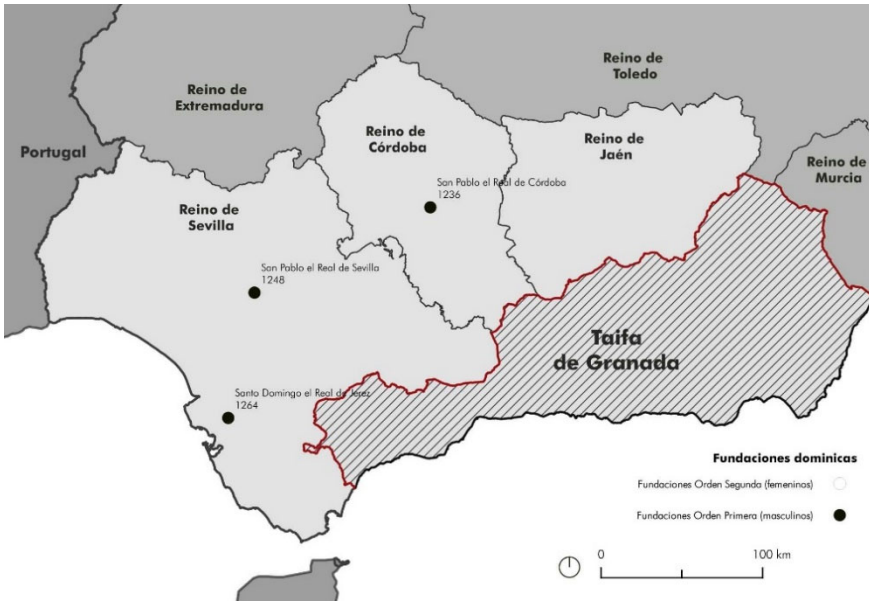 Reino de
Toledo
Reino de
Extremadura
Reino de
Córdoba
Reino de
Jaén
Portugal
Reino de
Murcia
San Pablo el Real de Córdoba
1236
Reino de
Sevilla
San Pablo el Real de Sevilla
1248
Taifa
de Granada
Santo Domingo el Real de Jerez
1264
Fundaciones dominicas
Fundaciones Orden Segunda (femeninos)
Fundaciones Orden Primera (masculinos)
0
100 km